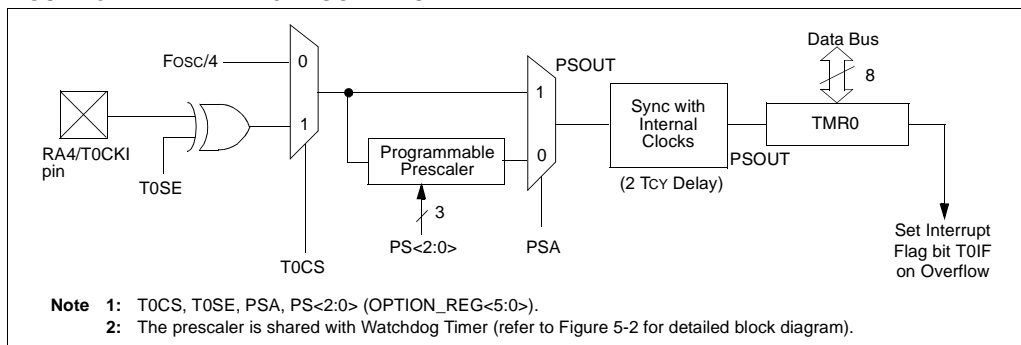 Fosc/4
0
1
RA4/T0CKI
pin
T0SE
T0CS
Programmable
Prescaler
3
PS<2:0>
PSOUT
1
0
PSA
Sync with
Internal
Clocks
(2 TCY Delay)
PSOUT
Data Bus
8
TMR0
Set Interrupt
Flag bit T0IF
on Overflow
Note 1: T0CS, T0SE, PSA, PS<2:0> (OPTION_REG<5:0>).
2: The prescaler is shared with Watchdog Timer (refer to Figure 5-2 for detailed block diagram).